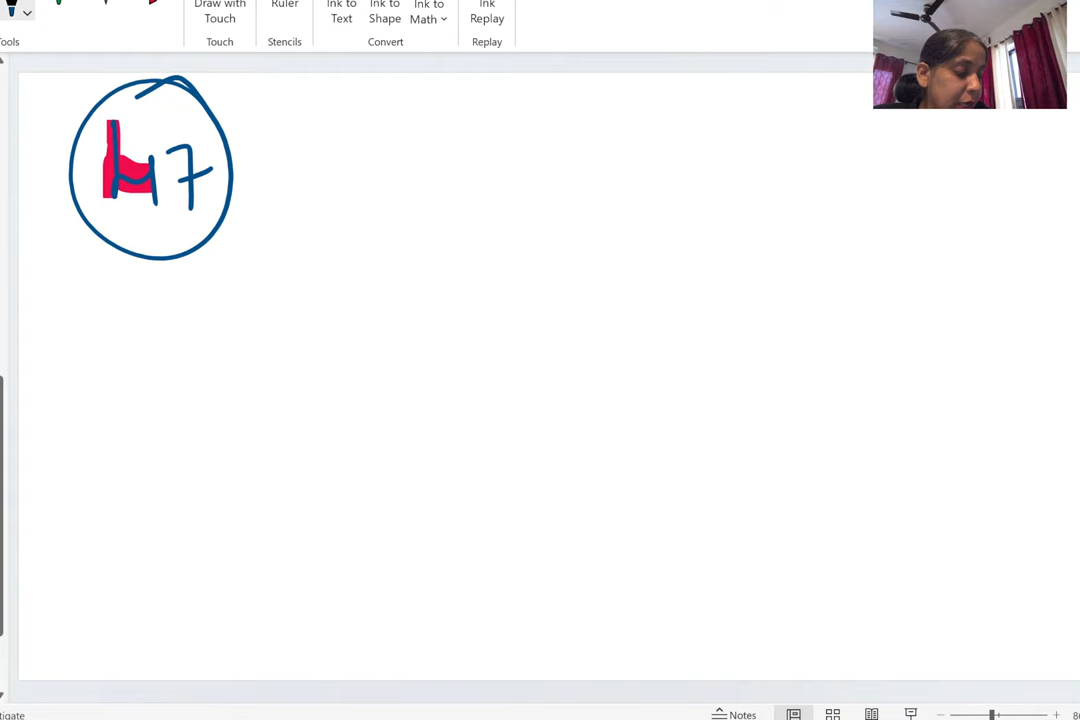 Draw with Touch
Ruler
Ink to Text
Ink to Shape
Ink to Math
Ink Replay
Tools
Touch
Stencils
Convert
Replay
47
tigate
Notes